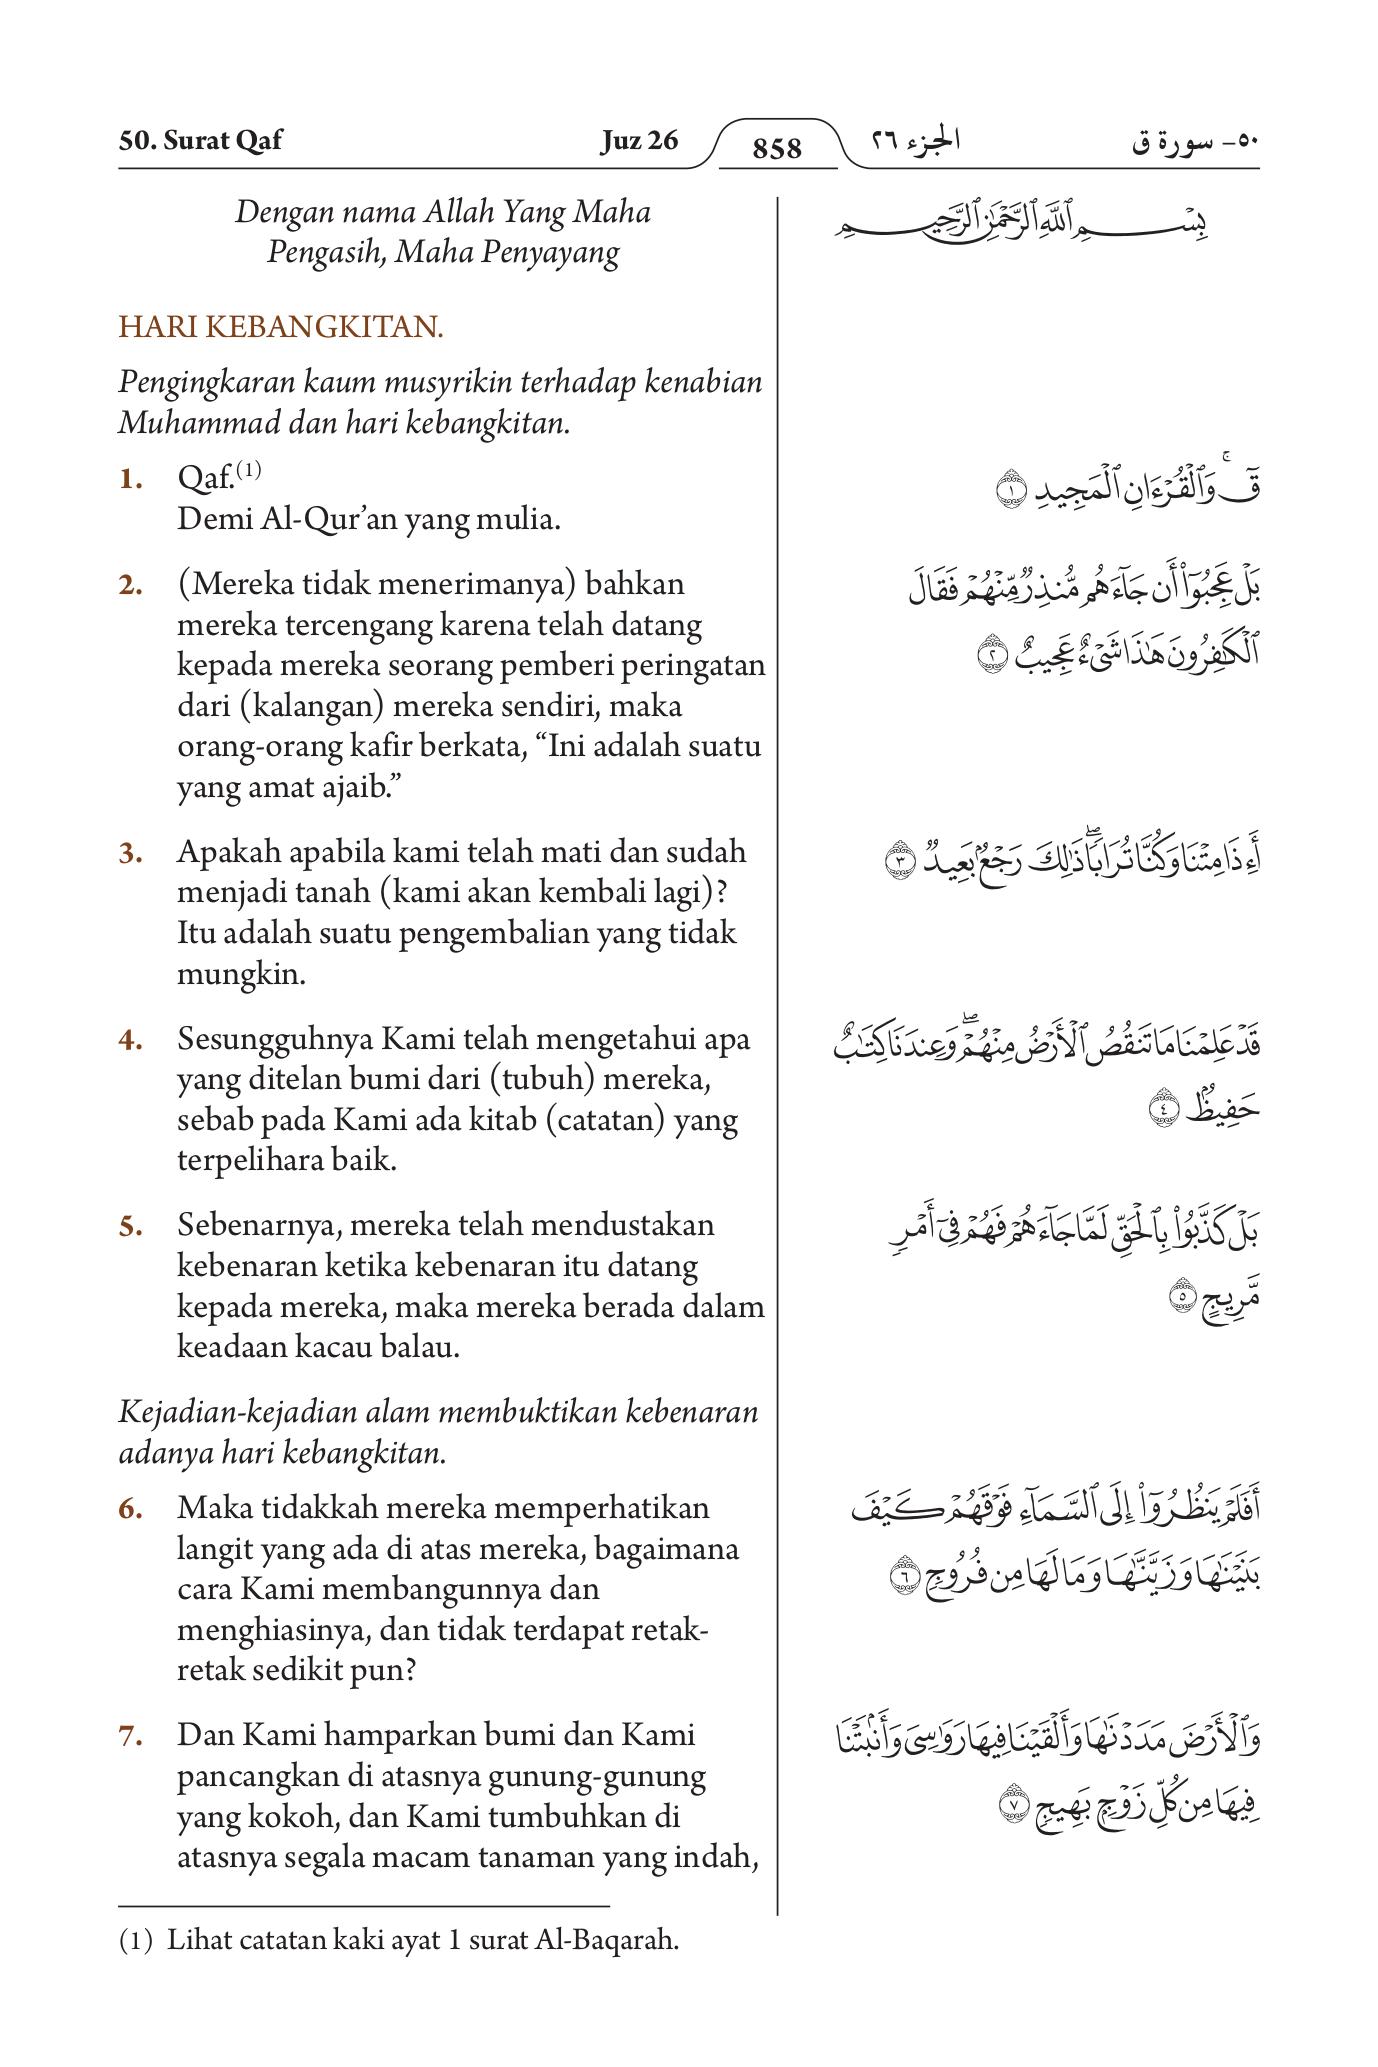 50. Surat Qaf
Juz 26
858
الجزء ٢٦
٥٠- سورة ق
Dengan nama Allah Yang Maha
Pengasih, Maha Penyayang
HARI KEBANGKITAN.
Pengingkaran kaum musyrikin terhadap kenabian
Muhammad dan hari kebangkitan.
1. Qaf.(1)
Demi Al-Qur’an yang mulia.
2. (Mereka tidak menerimanya) bahkan
mereka tercengang karena telah datang
kepada mereka seorang pemberi peringatan
dari (kalangan) mereka sendiri, maka
orang-orang kafir berkata, “Ini adalah suatu
yang amat ajaib.”
3. Apakah apabila kami telah mati dan sudah
menjadi tanah (kami akan kembali lagi)?
Itu adalah suatu pengembalian yang tidak
mungkin.
4. Sesungguhnya Kami telah mengetahui apa
yang ditelan bumi dari (tubuh) mereka,
sebab pada Kami ada kitab (catatan) yang
terpelihara baik.
5. Sebenarnya, mereka telah mendustakan
kebenaran ketika kebenaran itu datang
kepada mereka, maka mereka berada dalam
keadaan kacau balau.
Kejadian-kejadian alam membuktikan kebenaran
adanya hari kebangkitan.
6. Maka tidakkah mereka memperhatikan
langit yang ada di atas mereka, bagaimana
cara Kami membangunnya dan
menghiasinya, dan tidak terdapat retak-
retak sedikit pun?
7. Dan Kami hamparkan bumi dan Kami
pancangkan di atasnya gunung-gunung
yang kokoh, dan Kami tumbuhkan di
atasnya segala macam tanaman yang indah,
(1) Lihat catatan kaki ayat 1 surat Al-Baqarah.
بِسْمِ ٱللَّهِ ٱلرَّحْمَٰنِ ٱلرَّحِيمِ
قٓۚ وَٱلْقُرْءَانِ ٱلْمَجِيدِ ١
بَلْ عَجِبُوٓا۟ أَن جَآءَهُم مُّنذِرٌ مِّنْهُمْ فَقَالَ
ٱلْكَٰفِرُونَ هَٰذَا شَىْءٌ عَجِيبٌ ٢
أَءِذَا مِتْنَا وَكُنَّا تُرَابًاۖ ذَٰلِكَ رَجْعٌۢ بَعِيدٌ ٣
قَدْ عَلِمْنَا مَا تَنقُصُ ٱلْأَرْضُ مِنْهُمْۖ وَعِندَنَا كِتَٰبٌ
حَفِيظٌۢ ٤
بَلْ كَذَّبُوا۟ بِٱلْحَقِّ لَمَّا جَآءَهُمْ فَهُمْ فِىٓ أَمْرٍ
مَّرِيجٍ ٥
أَفَلَمْ يَنظُرُوٓا۟ إِلَى ٱلسَّمَآءِ فَوْقَهُمْ كَيْفَ
بَنَيْنَٰهَا وَزَيَّنَّٰهَا وَمَا لَهَا مِن فُرُوجٍ ٦
وَٱلْأَرْضَ مَدَدْنَٰهَا وَأَلْقَيْنَا فِيهَا رَوَٰسِىَ وَأَنۢبَتْنَا
فِيهَا مِن كُلِّ زَوْجٍۭ بَهِيجٍ ٧